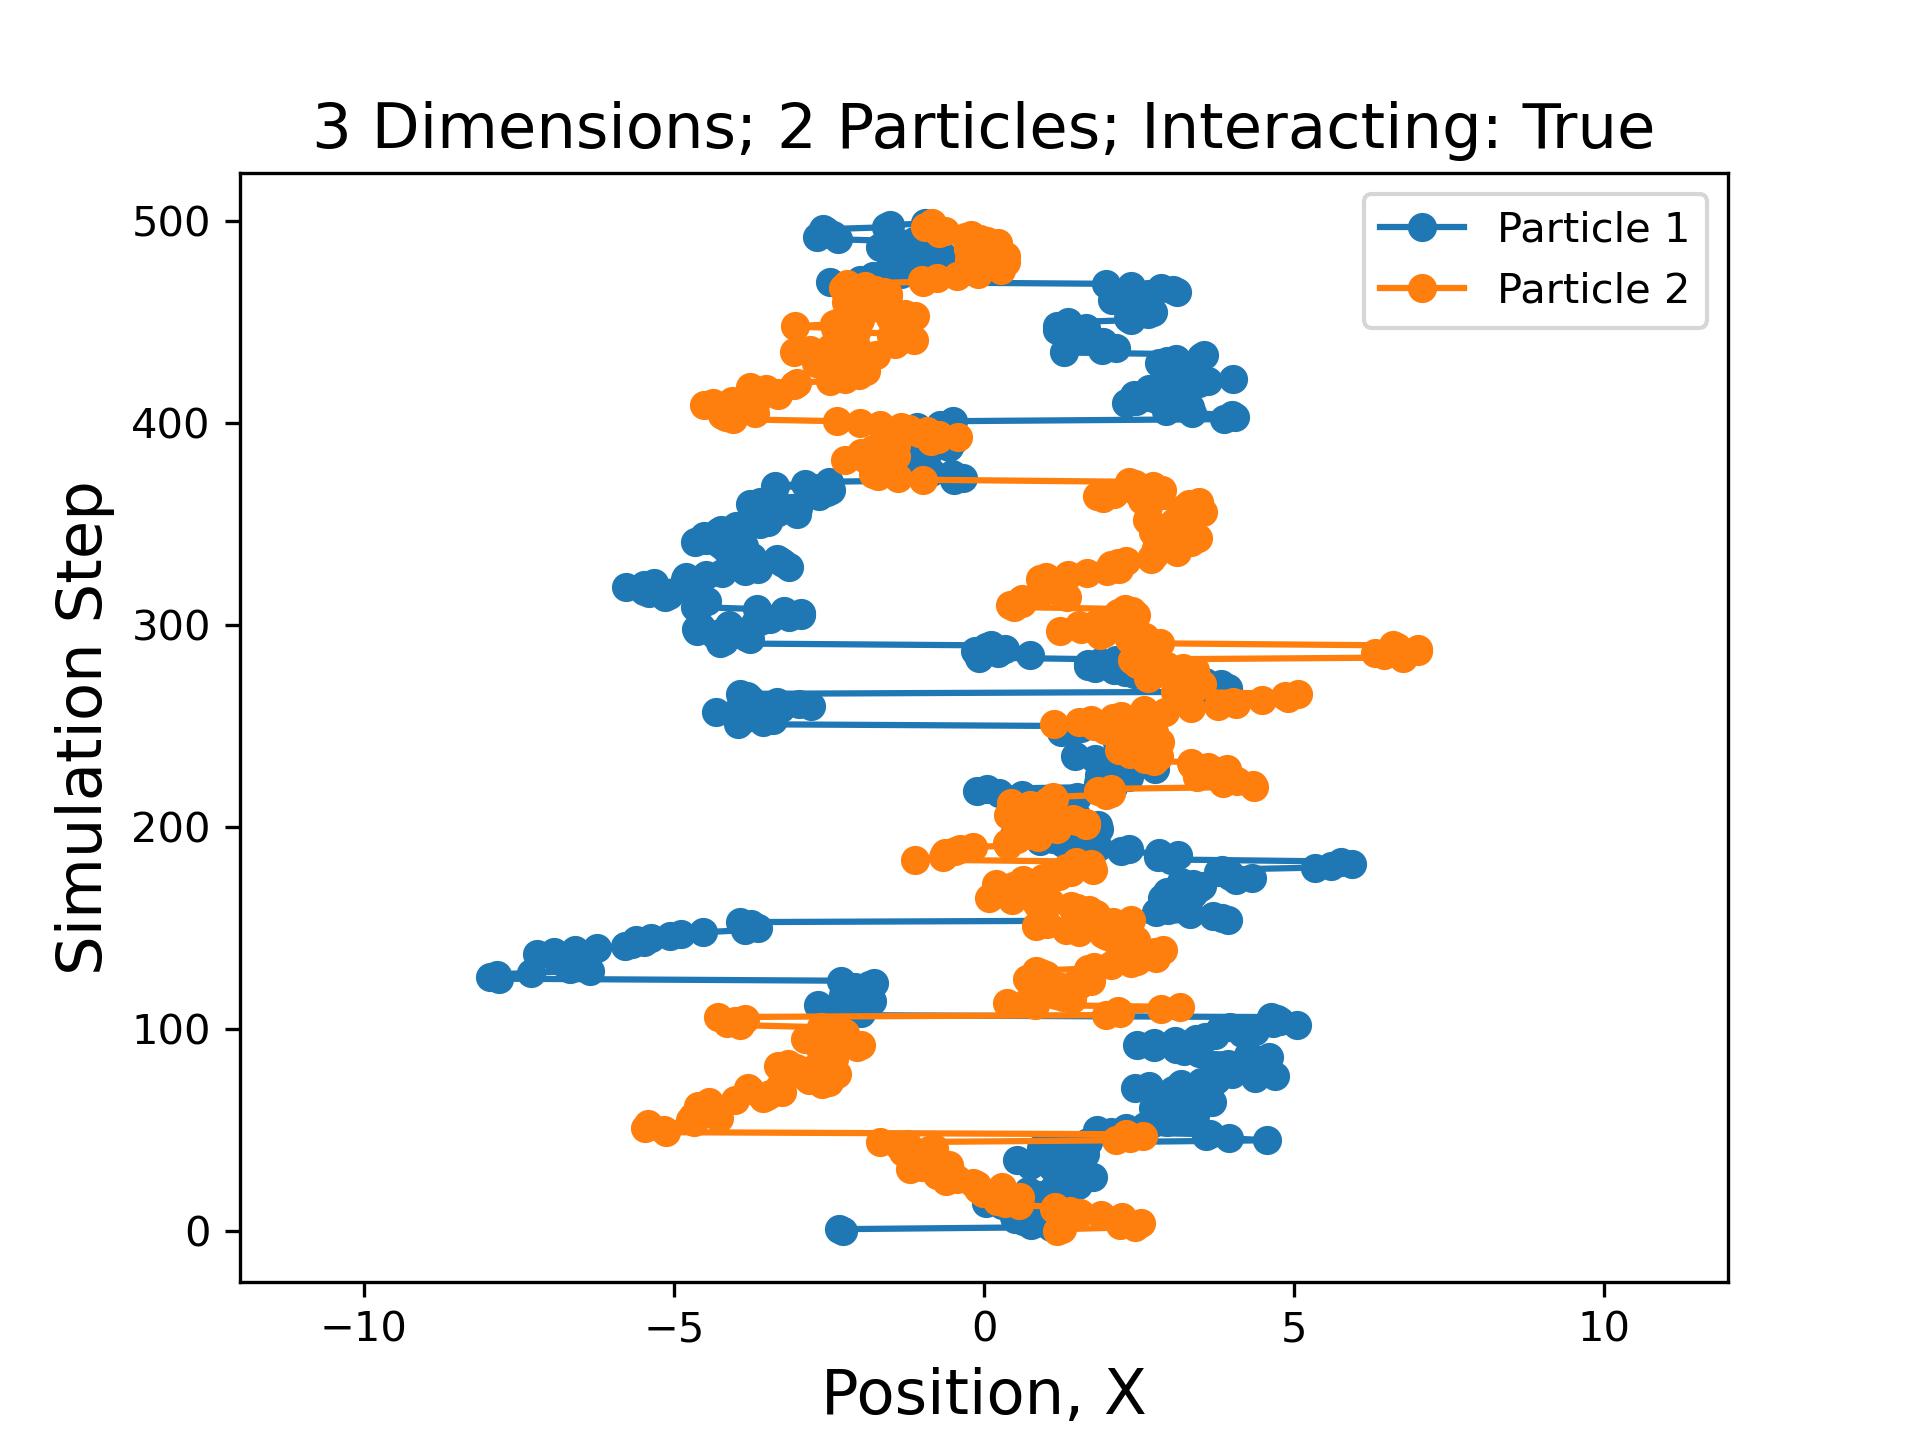 3 Dimensions; 2 Particles; Interacting: True
Particle 1
Particle 2
Simulation Step
500
400
300
200
100
0
−10
−5
0
5
10
Position, X